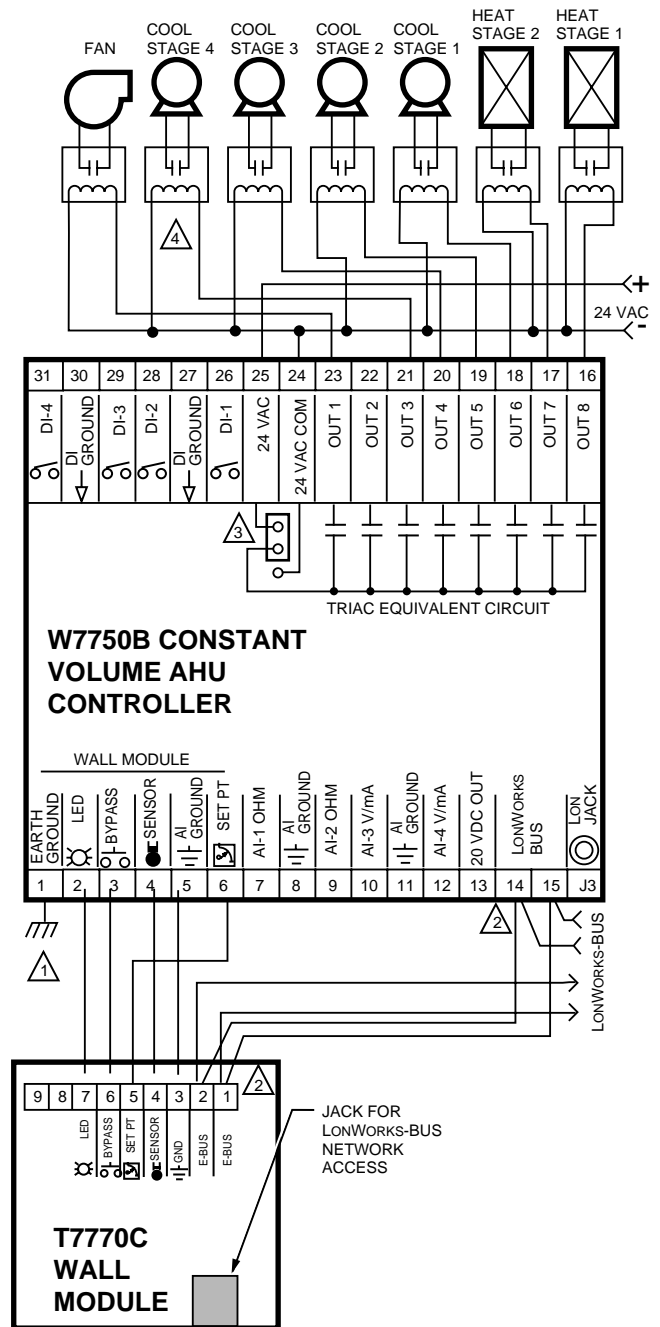 FAN
COOL
STAGE 4
COOL
STAGE 3
COOL
STAGE 2
COOL
STAGE 1
HEAT
STAGE 2
HEAT
STAGE 1
4
+
24 VAC
-
31 30 29 28 27 26 25 24 23 22 21 20 19 18 17 16
DI-4
DI
GROUND
DI-3
DI-2
DI
GROUND
DI-1
24 VAC
24 VAC COM
OUT 1
OUT 2
OUT 3
OUT 4
OUT 5
OUT 6
OUT 7
OUT 8
3
TRIAC EQUIVALENT CIRCUIT
W7750B CONSTANT
VOLUME AHU
CONTROLLER
WALL MODULE
EARTH
GROUND
LED
BYPASS
SENSOR
AI
GROUND
SET PT
AI-1 OHM
AI
GROUND
AI-2 OHM
AI-3 V/mA
AI
GROUND
AI-4 V/mA
20 VDC OUT
LONWORKS
BUS
LON
JACK
1 2 3 4 5 6 7 8 9 10 11 12 13 14 15 J3
1
2
LONWORKS-BUS
9 8 7 6 5 4 3 2 1
2
LED
BYPASS
SET PT
SENSOR
GND
E-BUS
E-BUS
JACK FOR
LONWORKS-BUS
NETWORK
ACCESS
T7770C
WALL
MODULE